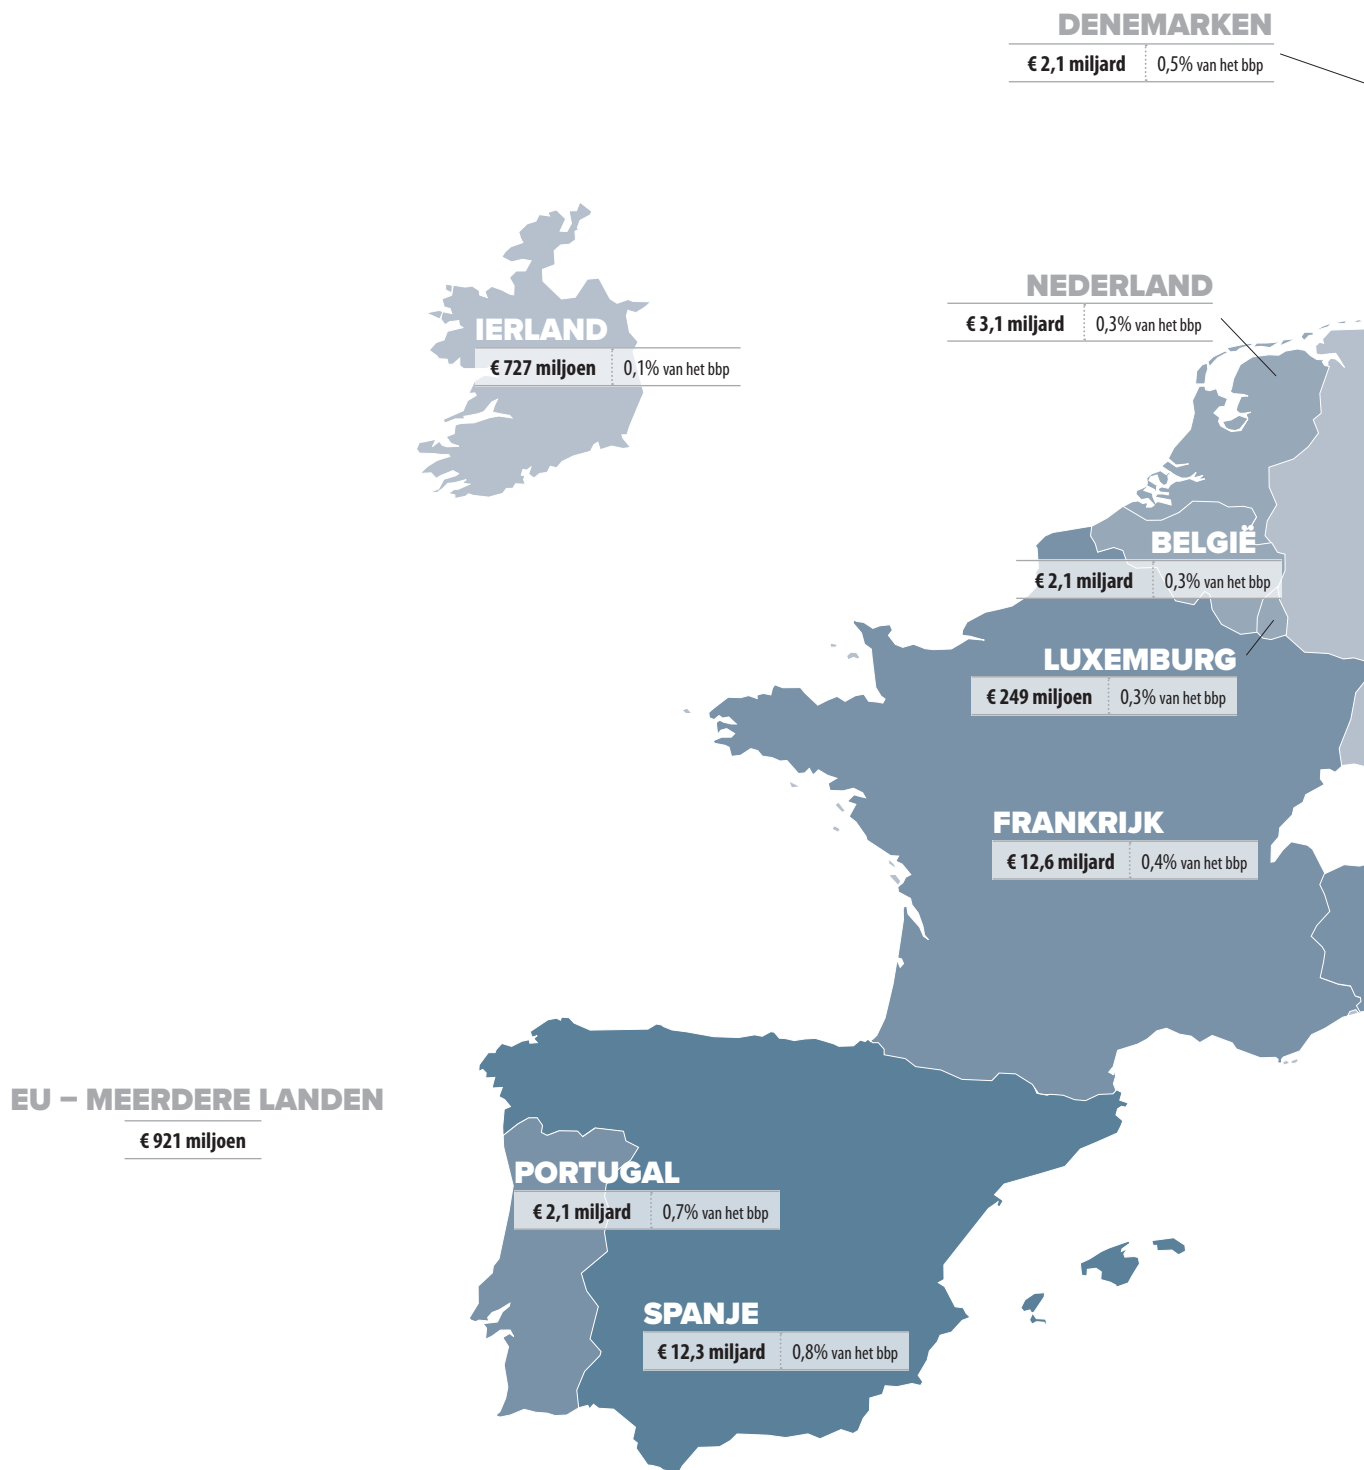 DENEMARKEN
€ 2,1 miljard 0,5% van het bbp
NEDERLAND
€ 3,1 miljard 0,3% van het bbp
IERLAND
€ 727 miljoen 0,1% van het bbp
BELGIË
€ 2,1 miljard 0,3% van het bbp
LUXEMBURG
€ 249 miljoen 0,3% van het bbp
FRANKRIJK
€ 12,6 miljard 0,4% van het bbp
EU – MEERDERE LANDEN
€ 921 miljoen
PORTUGAL
€ 2,1 miljard 0,7% van het bbp
SPANJE
€ 12,3 miljard 0,8% van het bbp